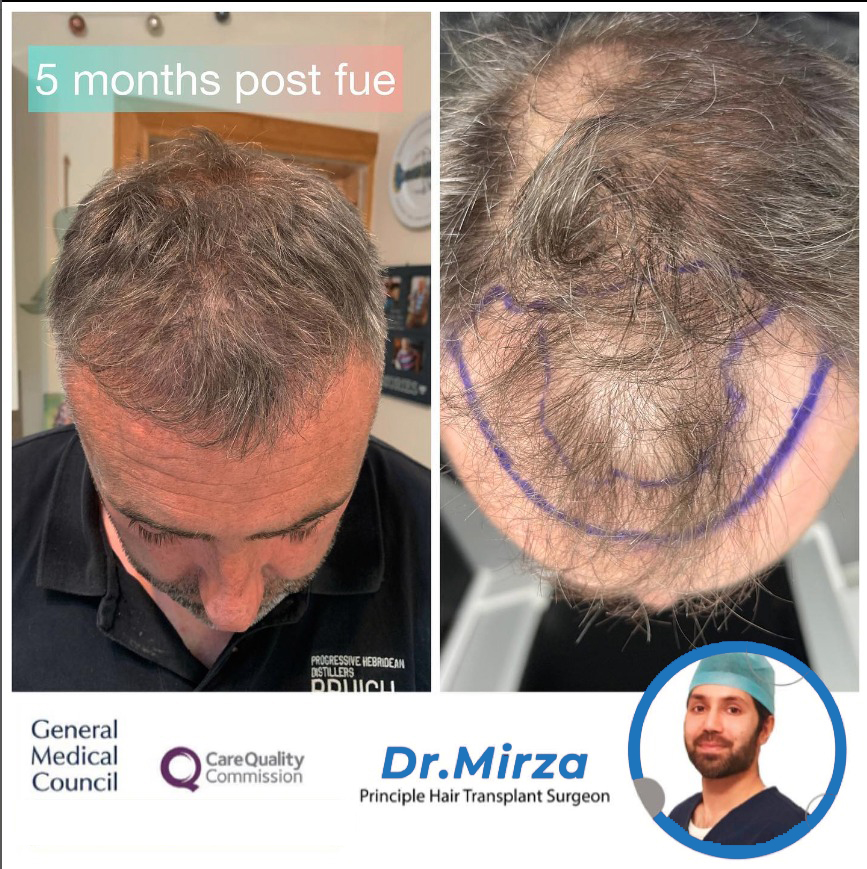 5 months post fue
PROGRESSIVE HEBRIDEAN
DISTILLERS
General
Medical
Council
CareQuality
Commission
Dr.Mirza
Principle Hair Transplant Surgeon